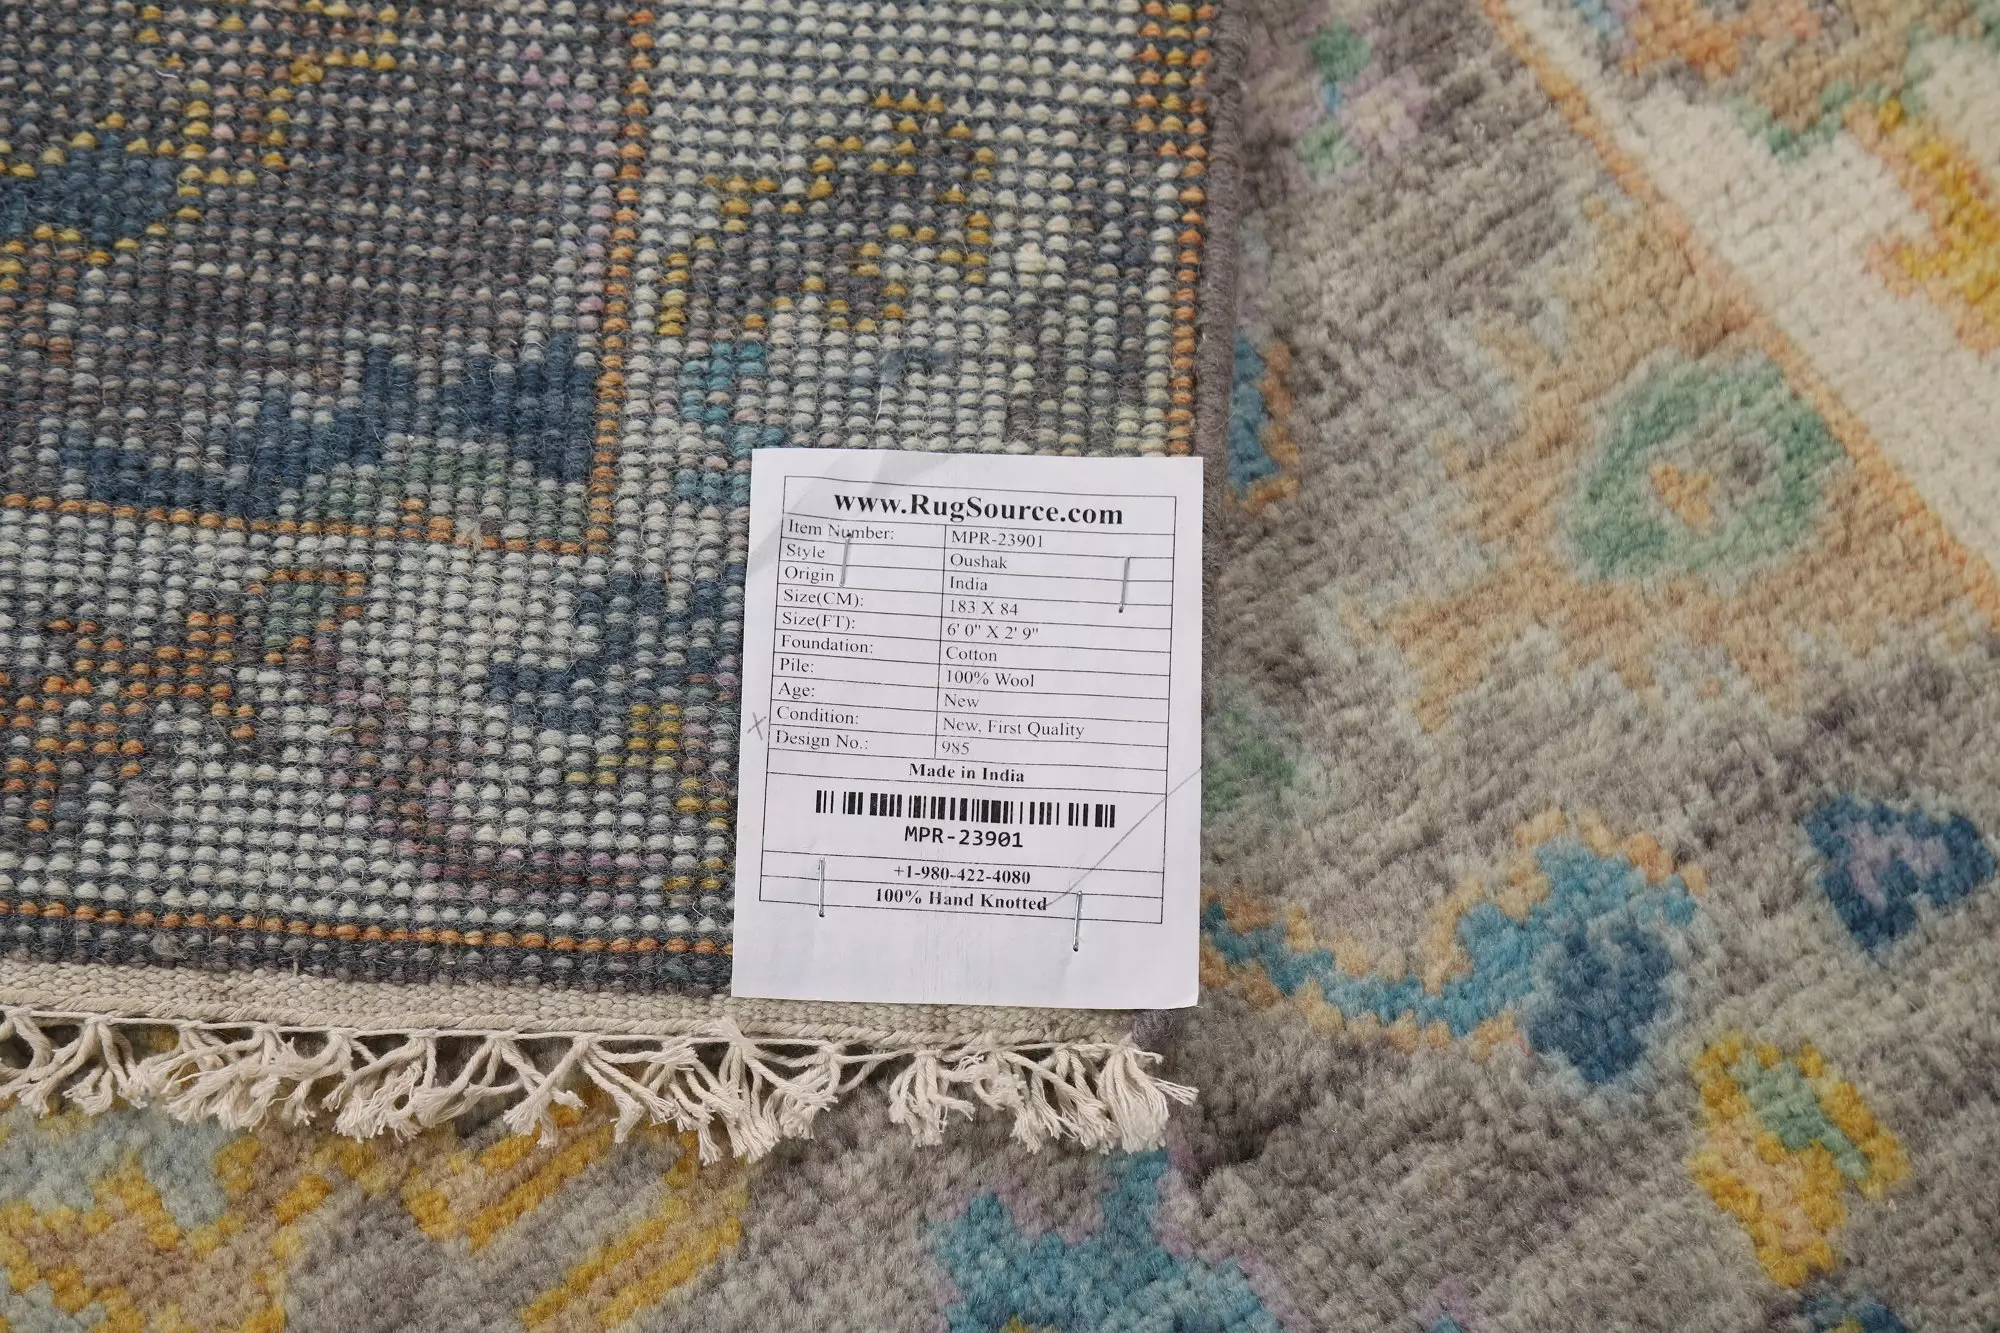 www.RugSource.com
Item Number: MPR-23901
Style Oushak
Origin India
Size(CM): 183 X 84
Size(FT): 6' 0" X 2' 9"
Foundation: Cotton
Pile: 100% Wool
Age: New
Condition: New, First Quality
Design No.: 985
Made in India
MPR-23901
+1-980-422-4080
100% Hand Knotted